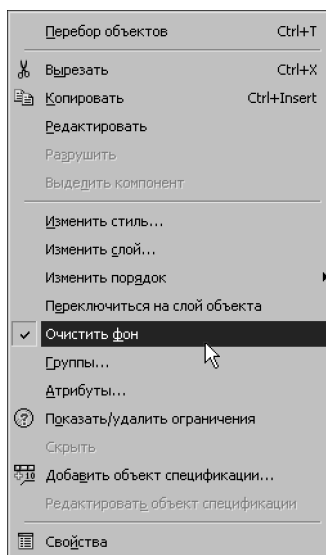 Перебор объектов Ctrl+T
Вырезать Ctrl+X
Копировать Ctrl+Insert
Редактировать
Разрушить
Выделить компонент
Изменить стиль...
Изменить слой...
Изменить порядок
Переключиться на слой объекта
Очистить фон
Группы...
Атрибуты...
Показать/удалить ограничения
Скрыть
Добавить объект спецификации...
Редактировать объект спецификации
Свойства